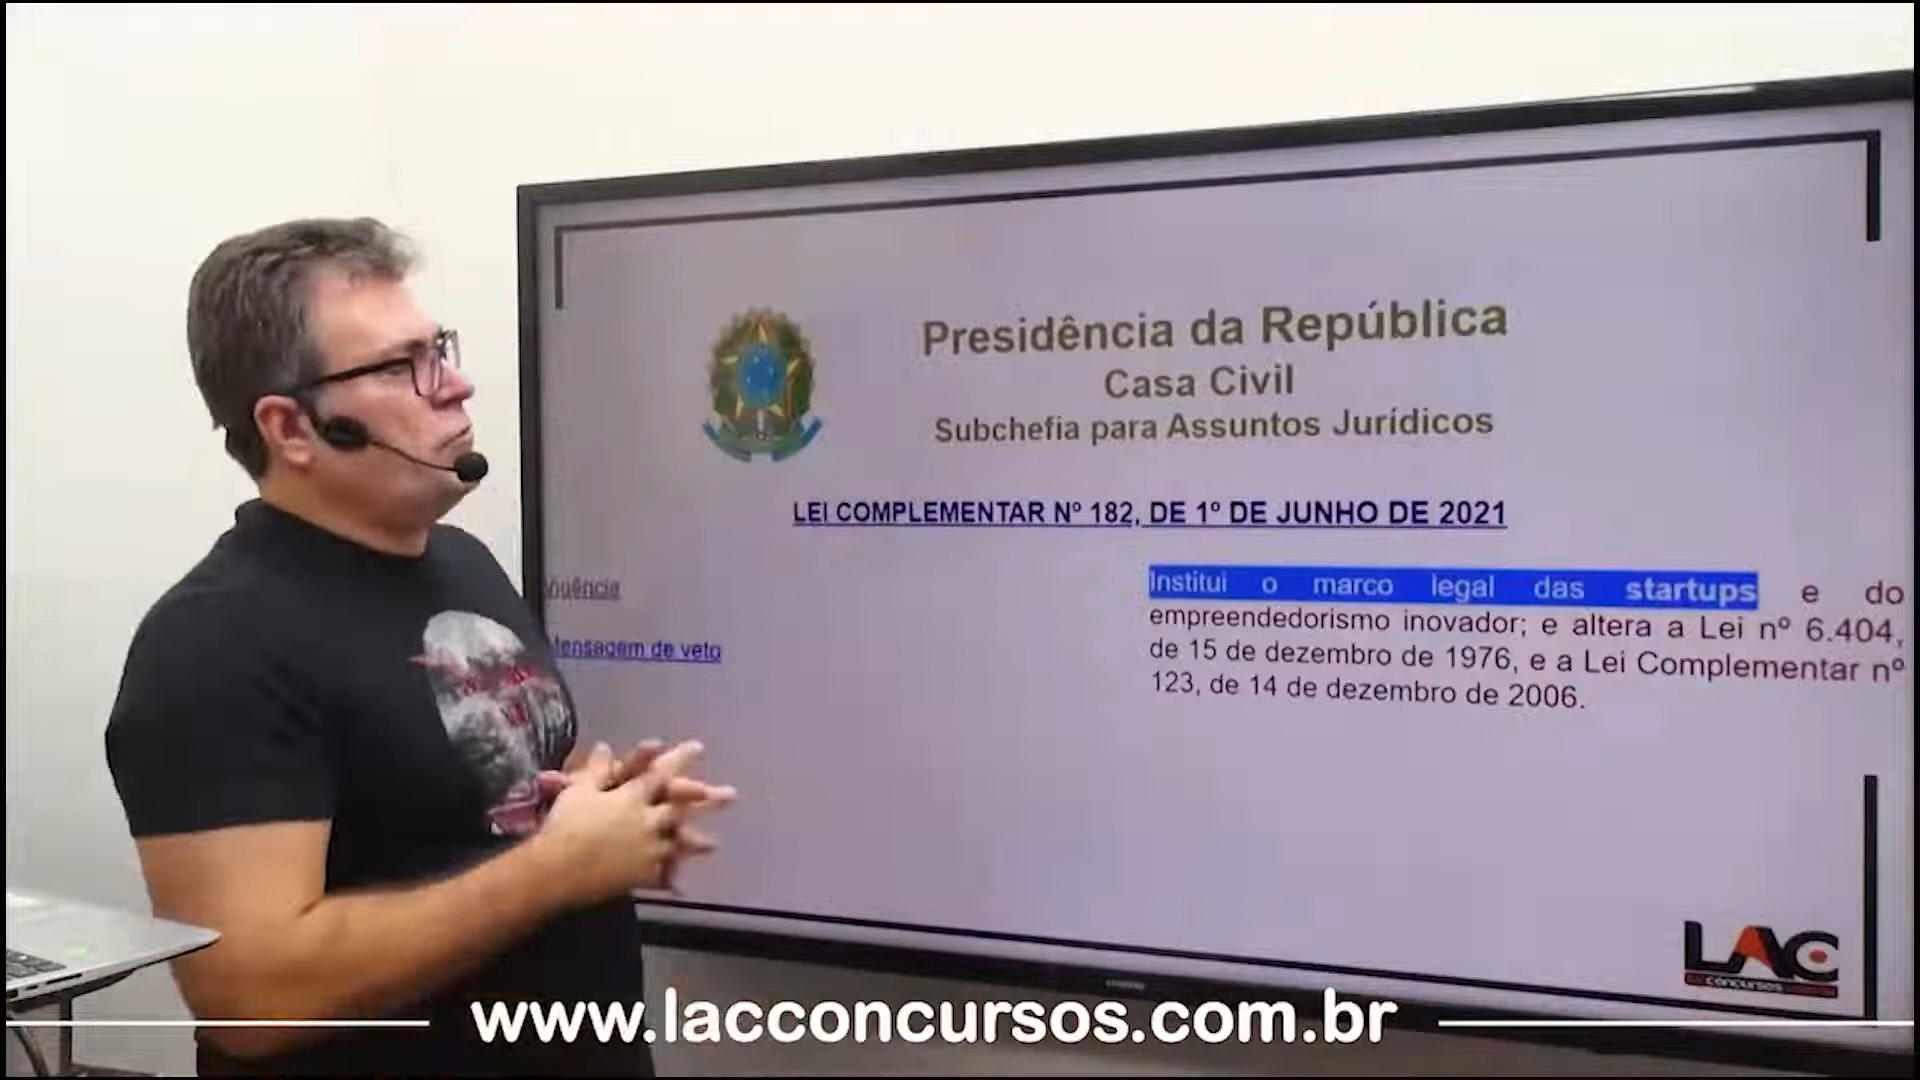 Presidência da República
Casa Civil
Subchefia para Assuntos Jurídicos
LEI COMPLEMENTAR Nº 182, DE 1º DE JUNHO DE 2021
Institui o marco legal das startups e do
empreendedorismo inovador; e altera a Lei nº 6.404,
de 15 de dezembro de 1976, e a Lei Complementar nº
123, de 14 de dezembro de 2006.
de veto
LAC
concursos
www.lacconcursos.com.br